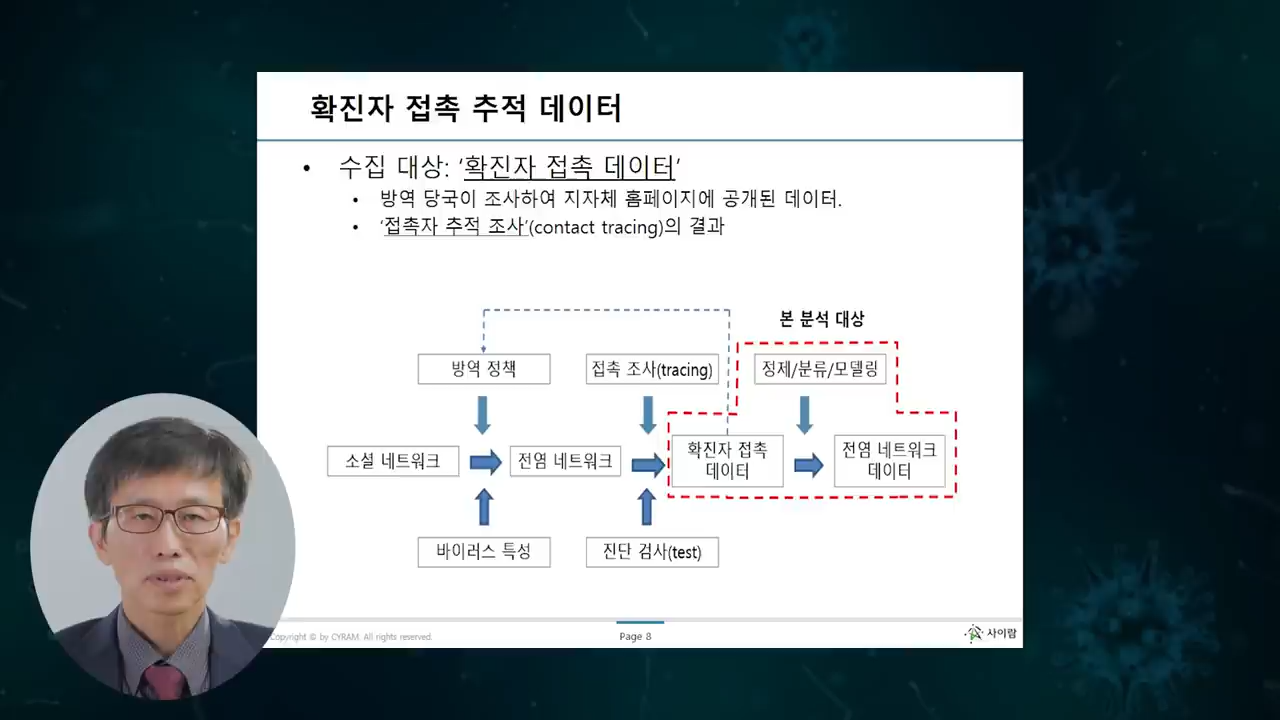 확진자 접촉 추적 데이터
• 수집 대상: ‘확진자 접촉 데이터’
• 방역 당국이 조사하여 지자체 홈페이지에 공개된 데이터.
• ‘접촉자 추적 조사’(contact tracing)의 결과
본 분석 대상
방역 정책
접촉 조사(tracing)
정제/분류/모델링
소셜 네트워크
전염 네트워크
확진자 접촉
데이터
전염 네트워크
데이터
바이러스 특성
진단 검사(test)
Copyright © by CYRAM. All rights reserved.
Page 8
사이람